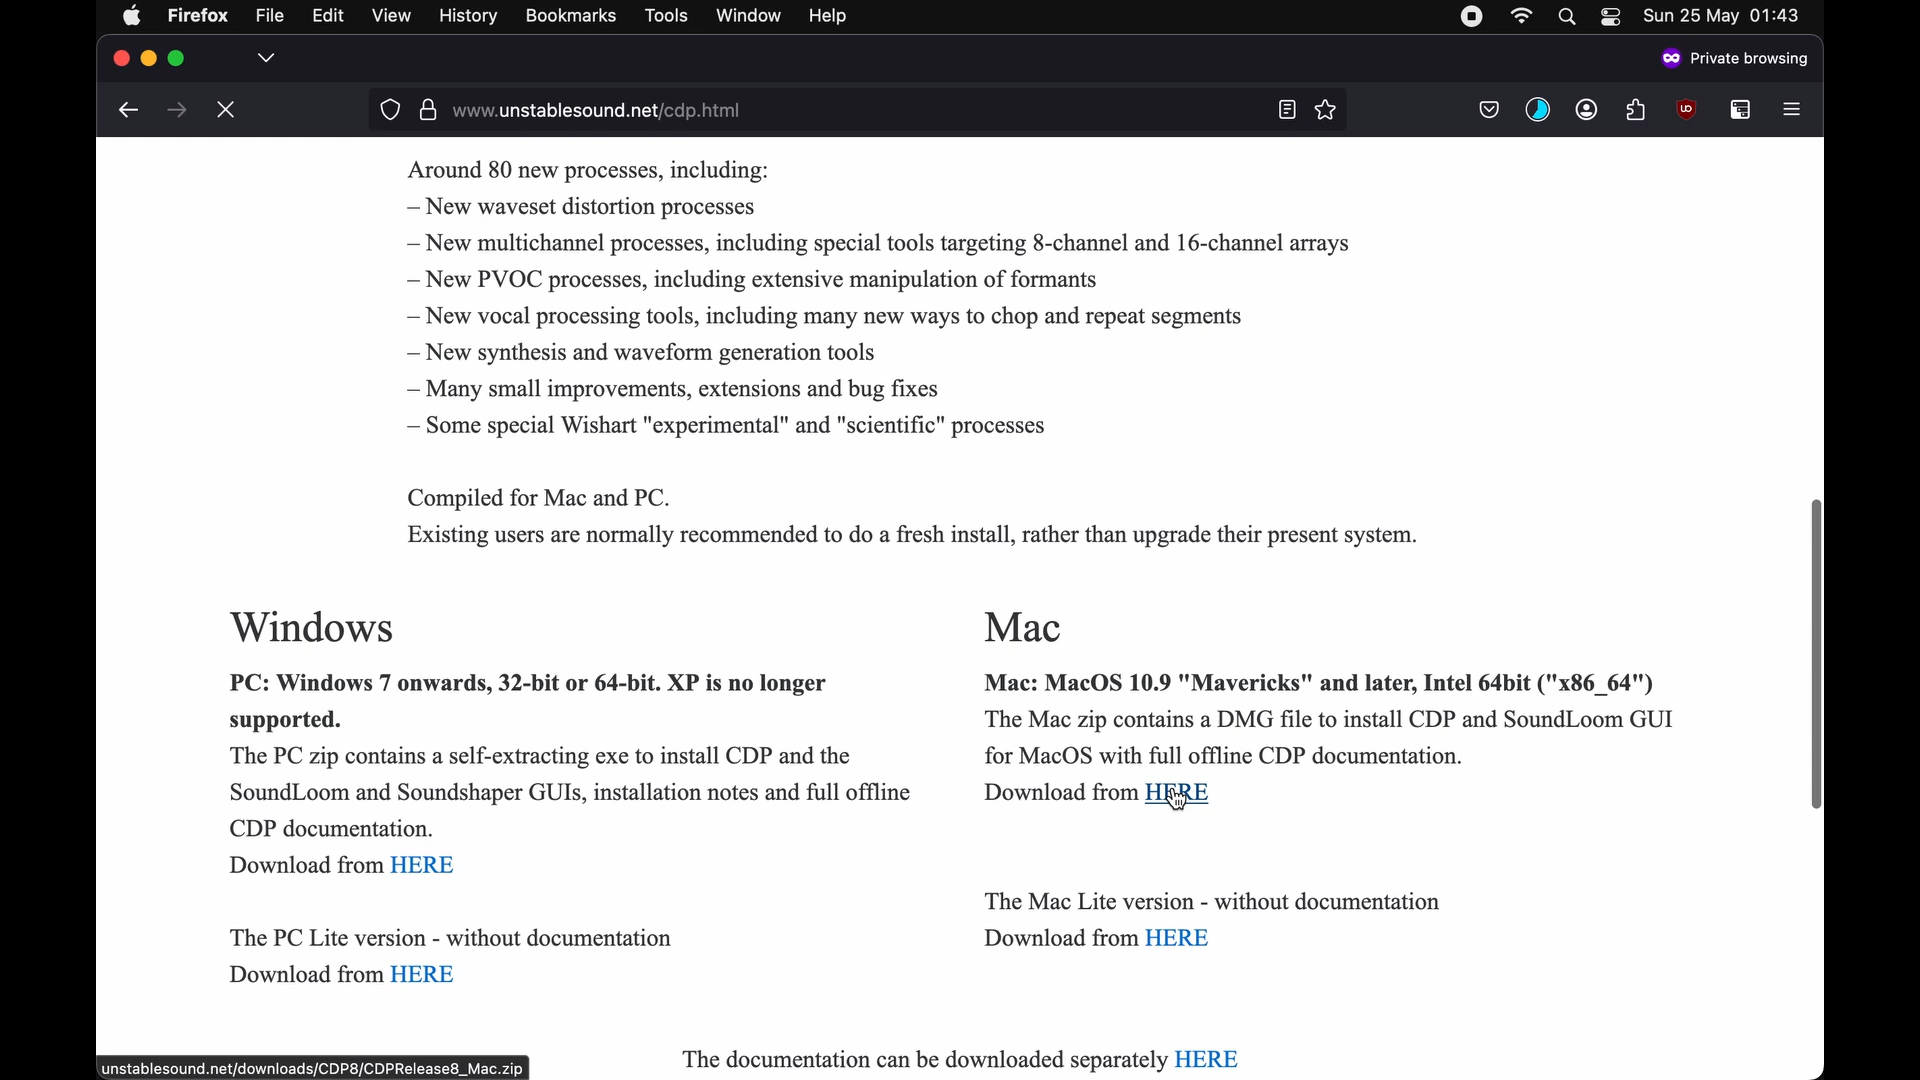 Firefox File Edit View History Bookmarks Tools Window Help Sun 25 May 01:43
Private browsing
www.unstablesound.net/cdp.html
Around 80 new processes, including:
– New waveset distortion processes
– New multichannel processes, including special tools targeting 8-channel and 16-channel arrays
– New PVOC processes, including extensive manipulation of formants
– New vocal processing tools, including many new ways to chop and repeat segments
– New synthesis and waveform generation tools
– Many small improvements, extensions and bug fixes
– Some special Wishart "experimental" and "scientific" processes
Compiled for Mac and PC.
Existing users are normally recommended to do a fresh install, rather than upgrade their present system.
Windows
PC: Windows 7 onwards, 32-bit or 64-bit. XP is no longer
supported.
The PC zip contains a self-extracting exe to install CDP and the
SoundLoom and Soundshaper GUIs, installation notes and full offline
CDP documentation.
Download from HERE
The PC Lite version - without documentation
Download from HERE
Mac
Mac: MacOS 10.9 "Mavericks" and later, Intel 64bit ("x86_64")
The Mac zip contains a DMG file to install CDP and SoundLoom GUI
for MacOS with full offline CDP documentation.
Download from HERE
The Mac Lite version - without documentation
Download from HERE
The documentation can be downloaded separately HERE
unstablesound.net/downloads/CDP8/CDPRelease8_Mac.zip